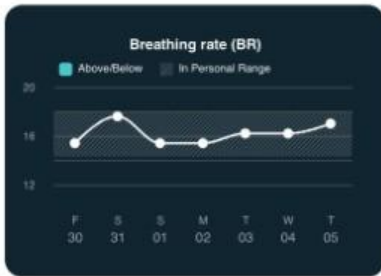 Breathing rate (BR)
Above/Below In Personal Range
20
16
12
F S S M T W T
30 31 01 02 03 04 05